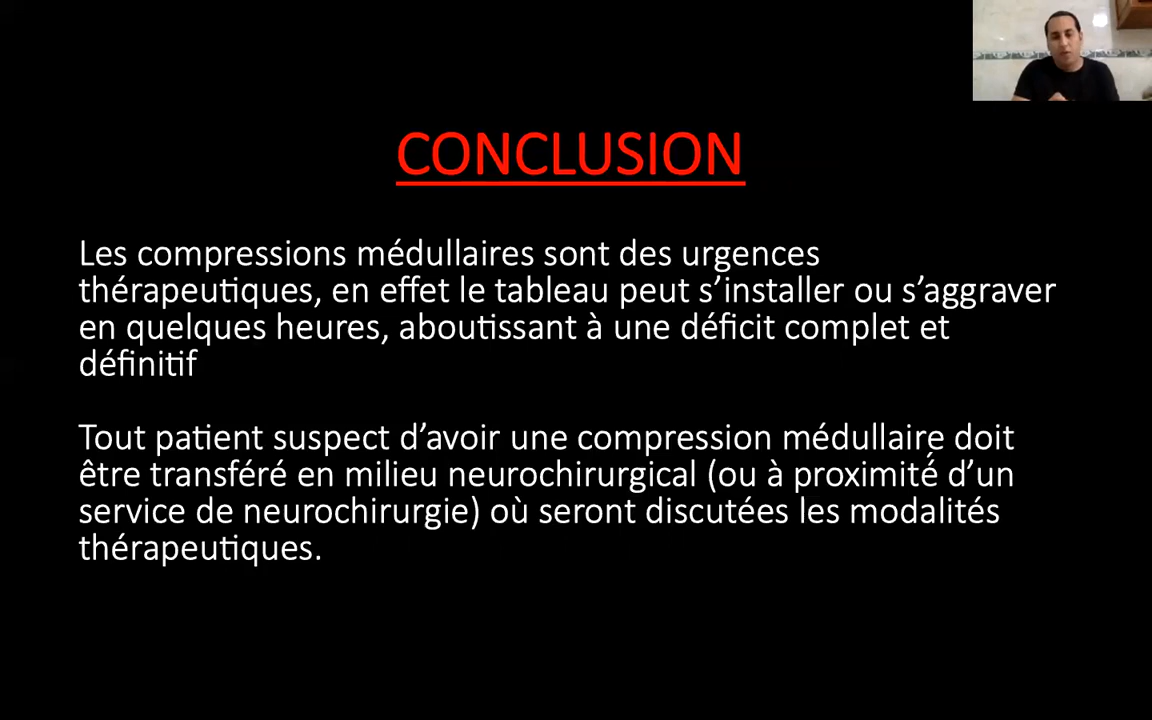 CONCLUSION
Les compressions médullaires sont des urgences
thérapeutiques, en effet le tableau peut s’installer ou s’aggraver
en quelques heures, aboutissant à une déficit complet et
définitif
Tout patient suspect d’avoir une compression médullaire doit
être transféré en milieu neurochirurgical (ou à proximité d’un
service de neurochirurgie) où seront discutées les modalités
thérapeutiques.